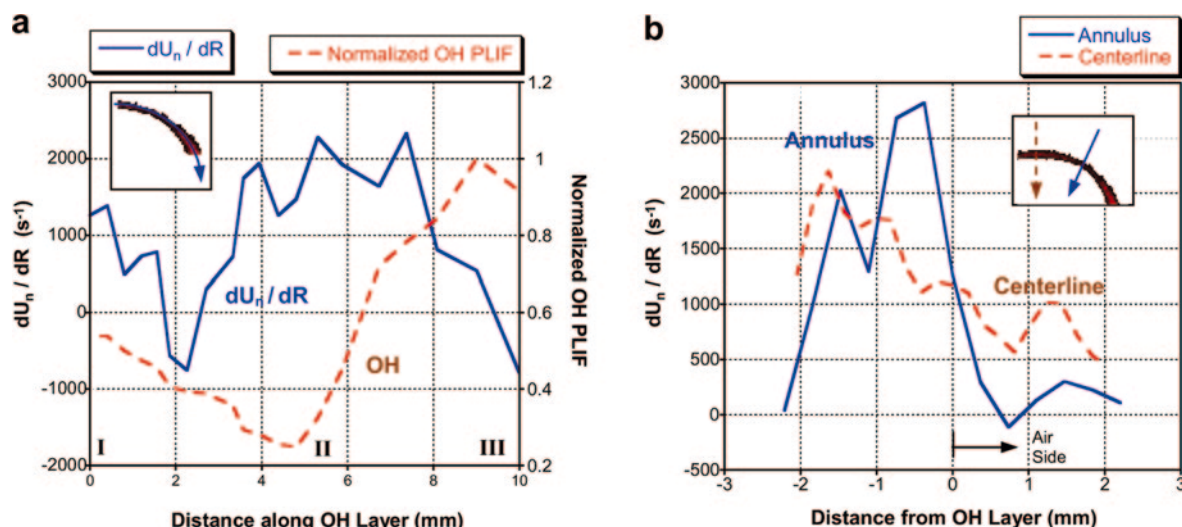 a
dUn / dR
Normalized OH PLIF
3000
2000
1000
0
-1000
-2000
dUn / dR (s-1)
1.2
1
0.8
0.6
0.4
0.2
Normalized OH PLIF
dUn / dR
OH
I
II
III
0
2
4
6
8
10
Distance along OH Layer (mm)
b
Annulus
Centerline
3000
2500
2000
1500
1000
500
0
-500
dUn / dR (s-1)
Annulus
Centerline
Air
Side
-3
-2
-1
0
1
2
3
Distance from OH Layer (mm)